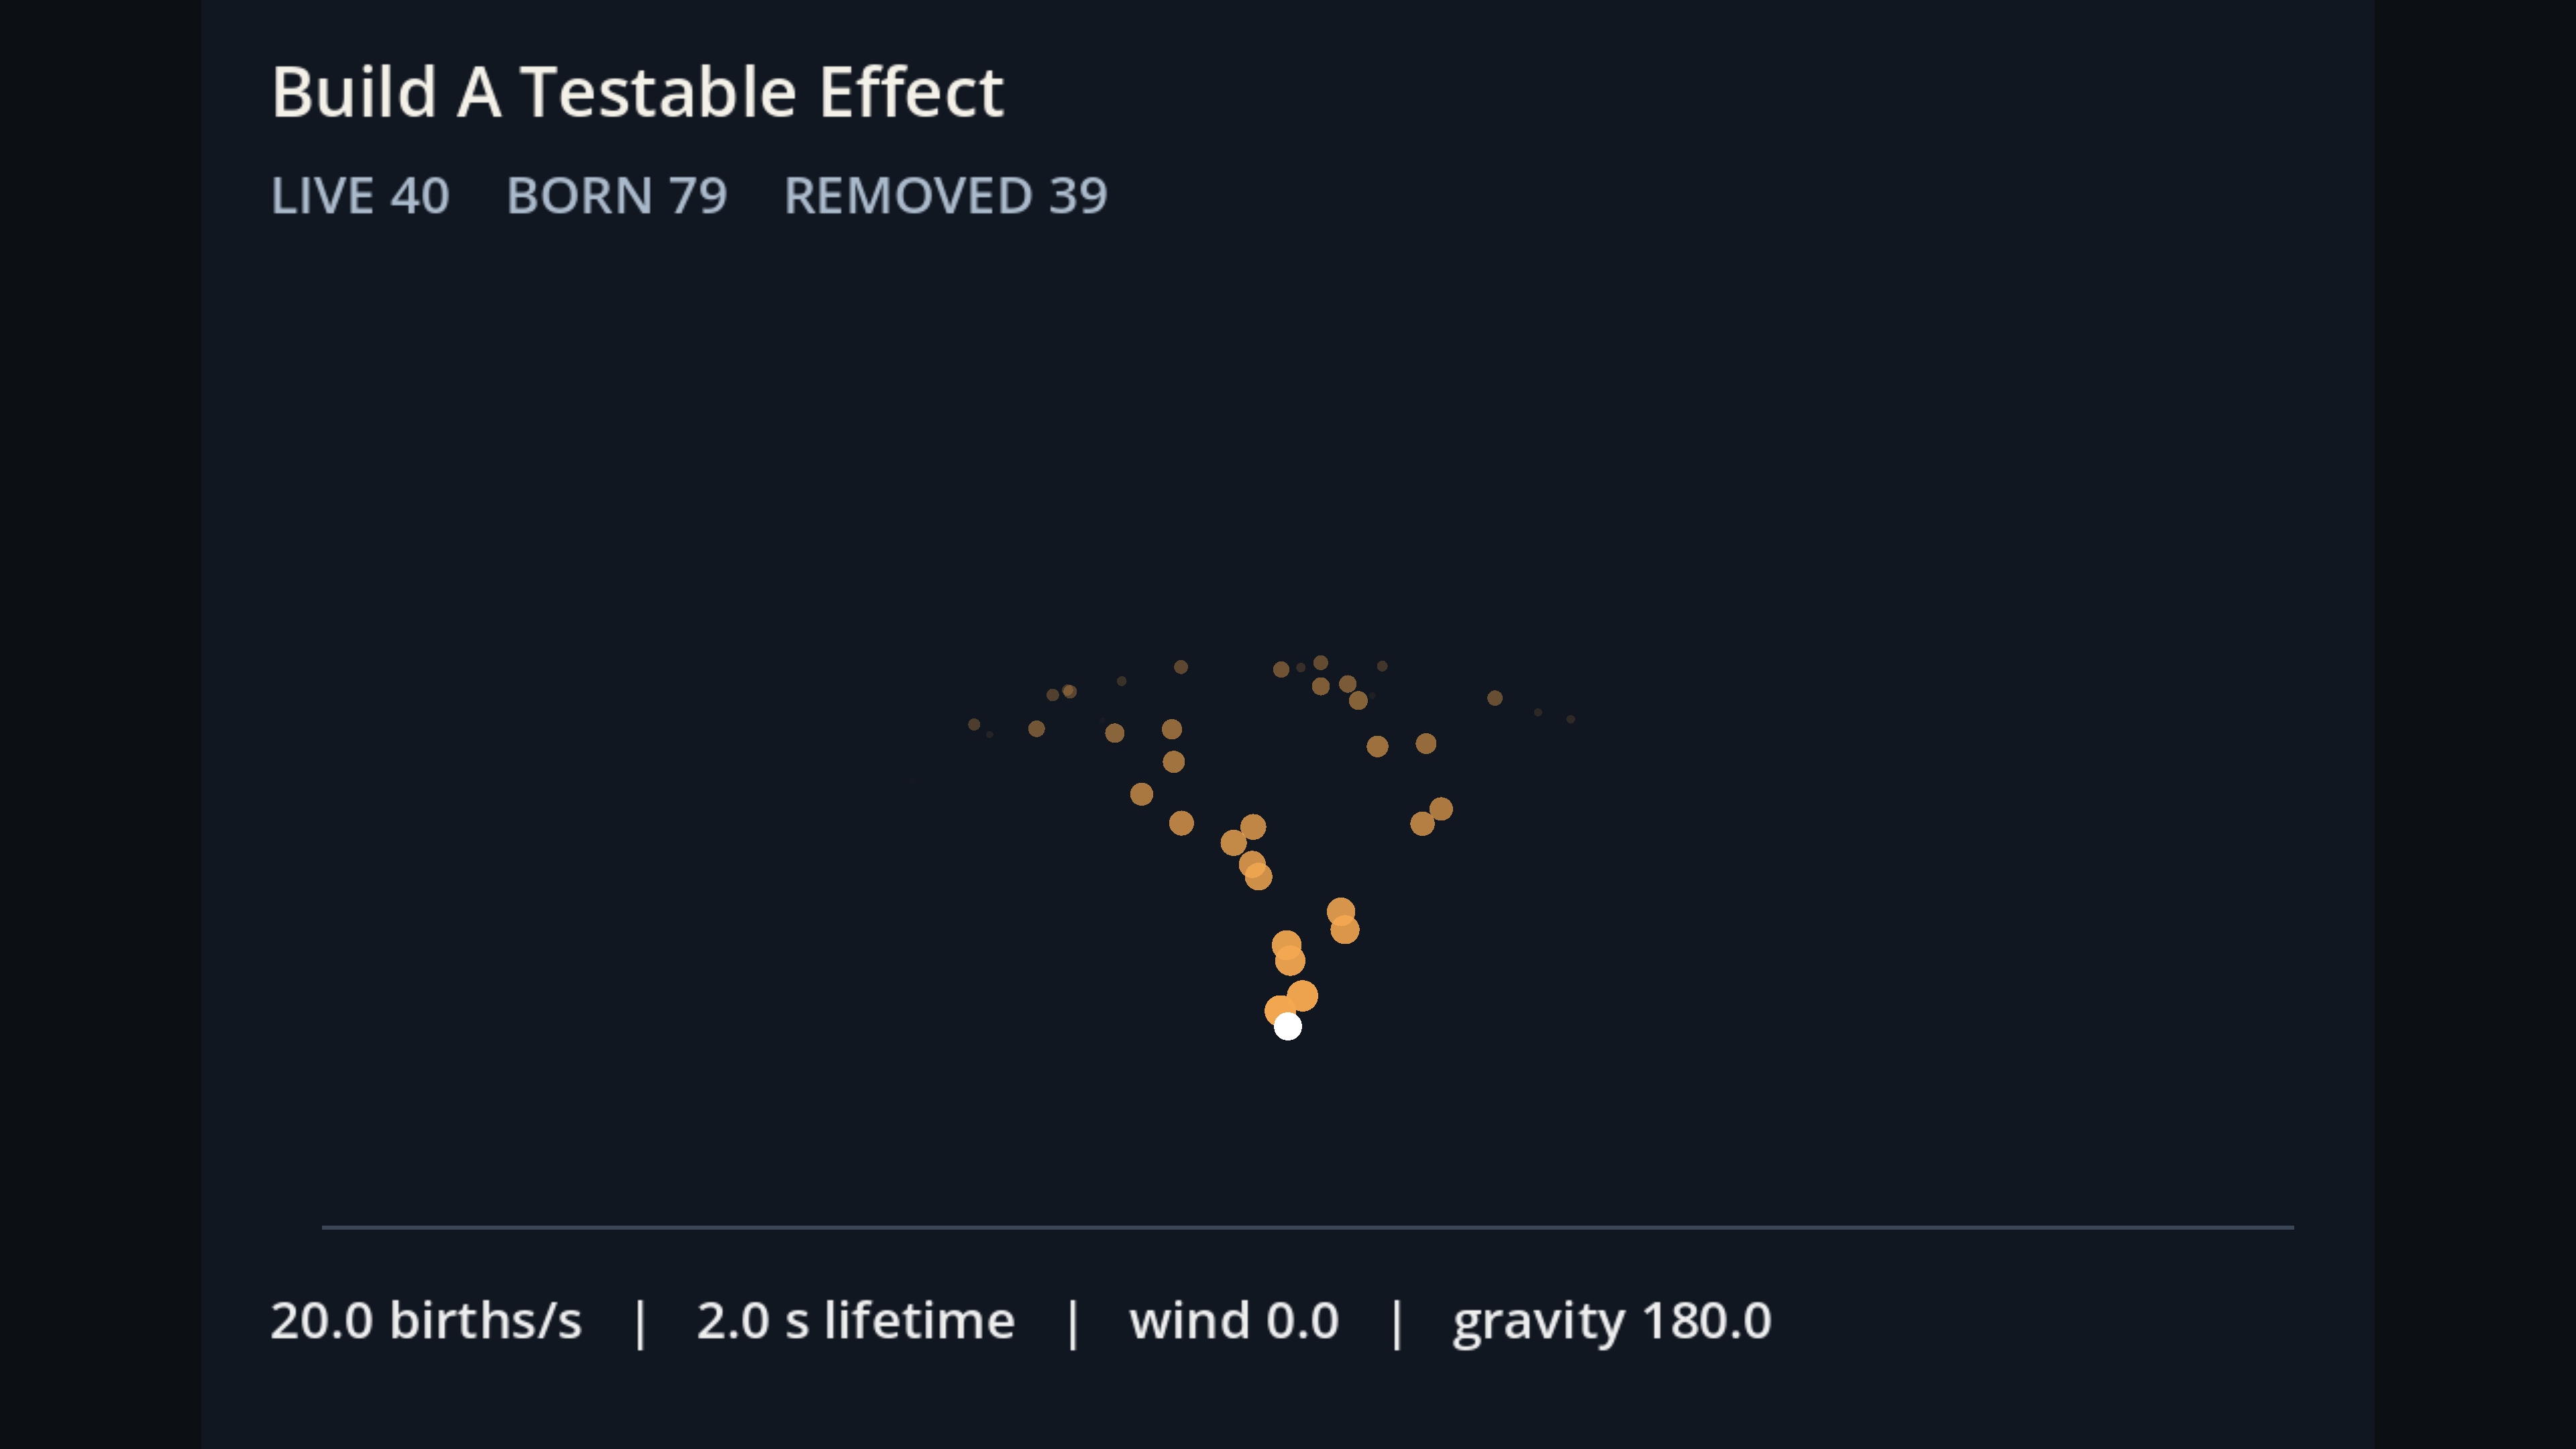 Build A Testable Effect
LIVE 40 BORN 79 REMOVED 39
20.0 births/s | 2.0 s lifetime | wind 0.0 | gravity 180.0